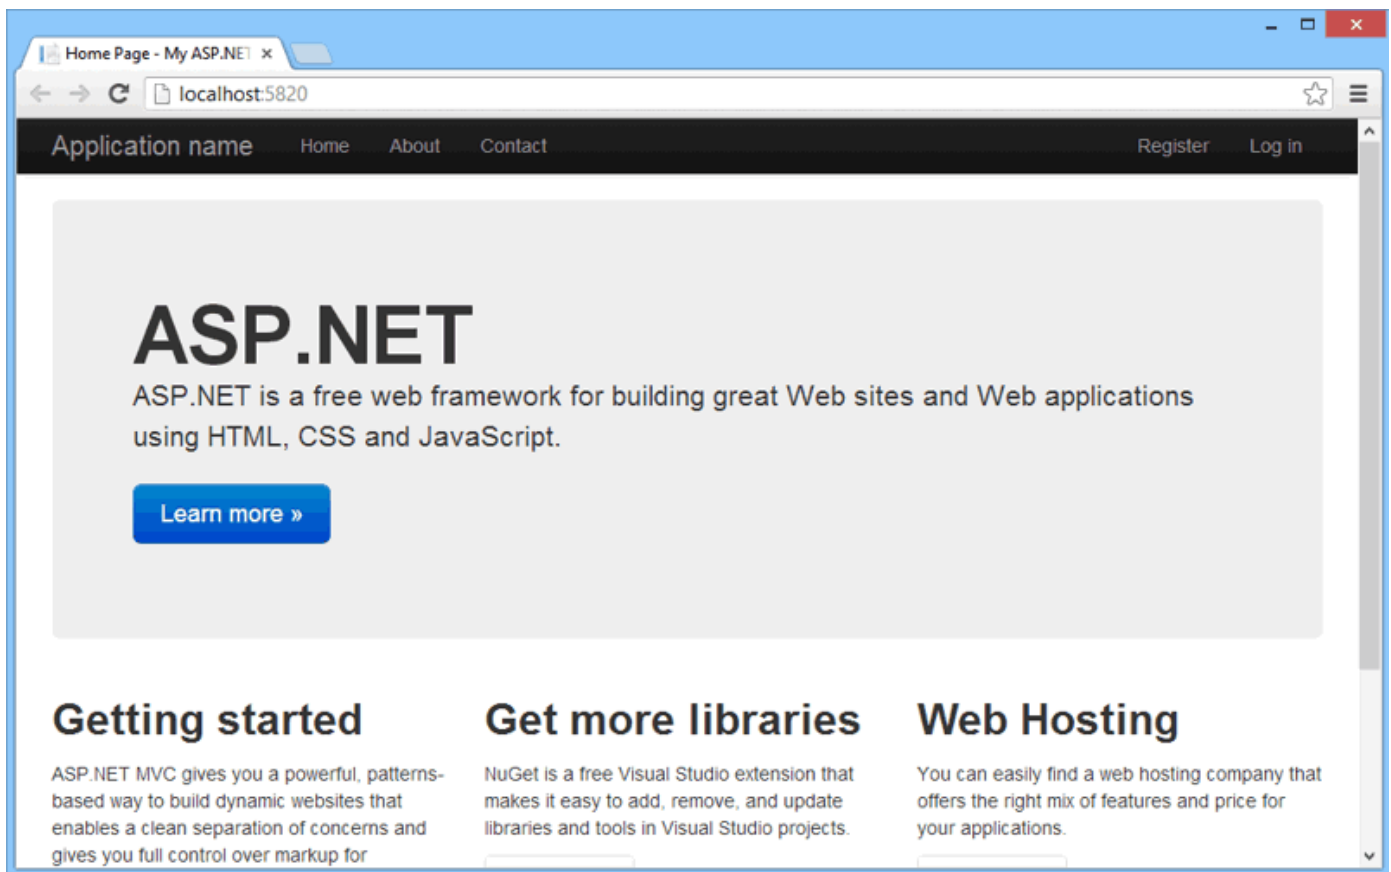 Home Page - My ASP.NET
localhost:5820
Application name Home About Contact Register Log in
ASP.NET
ASP.NET is a free web framework for building great Web sites and Web applications
using HTML, CSS and JavaScript.
Learn more »
Getting started
ASP.NET MVC gives you a powerful, patterns-
based way to build dynamic websites that
enables a clean separation of concerns and
gives you full control over markup for
Get more libraries
NuGet is a free Visual Studio extension that
makes it easy to add, remove, and update
libraries and tools in Visual Studio projects.
Web Hosting
You can easily find a web hosting company that
offers the right mix of features and price for
your applications.